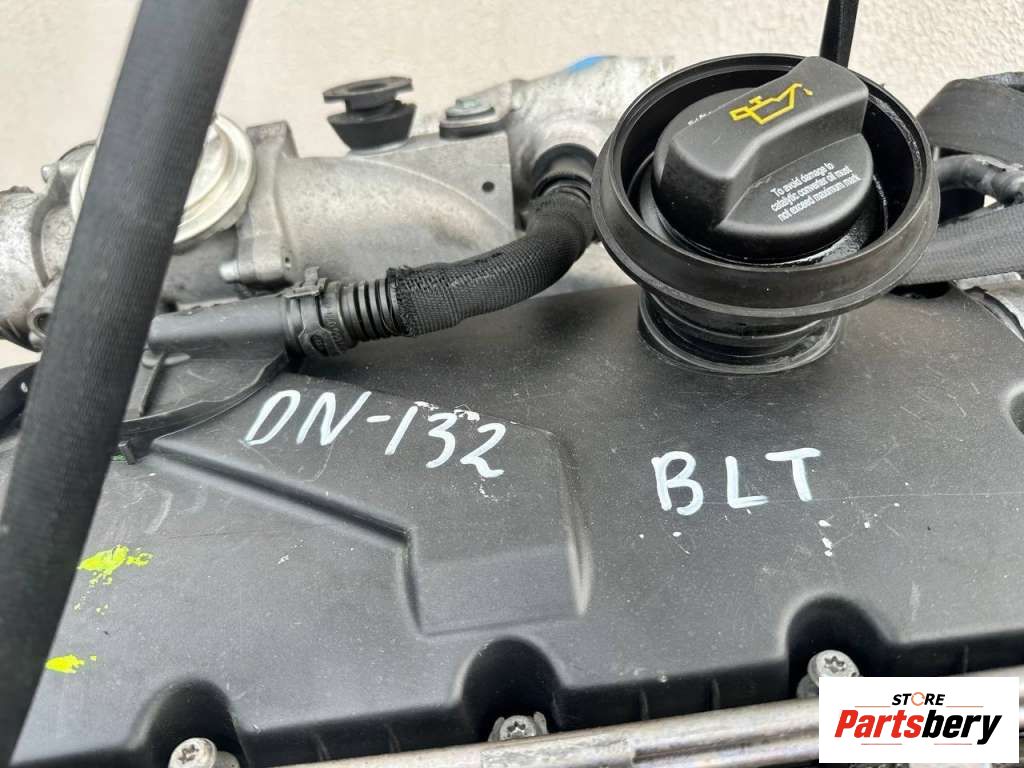 To avoid damage to
catalytic converter oil must
not exceed maximum mark
DN-132
BLT
STORE
Partsbery